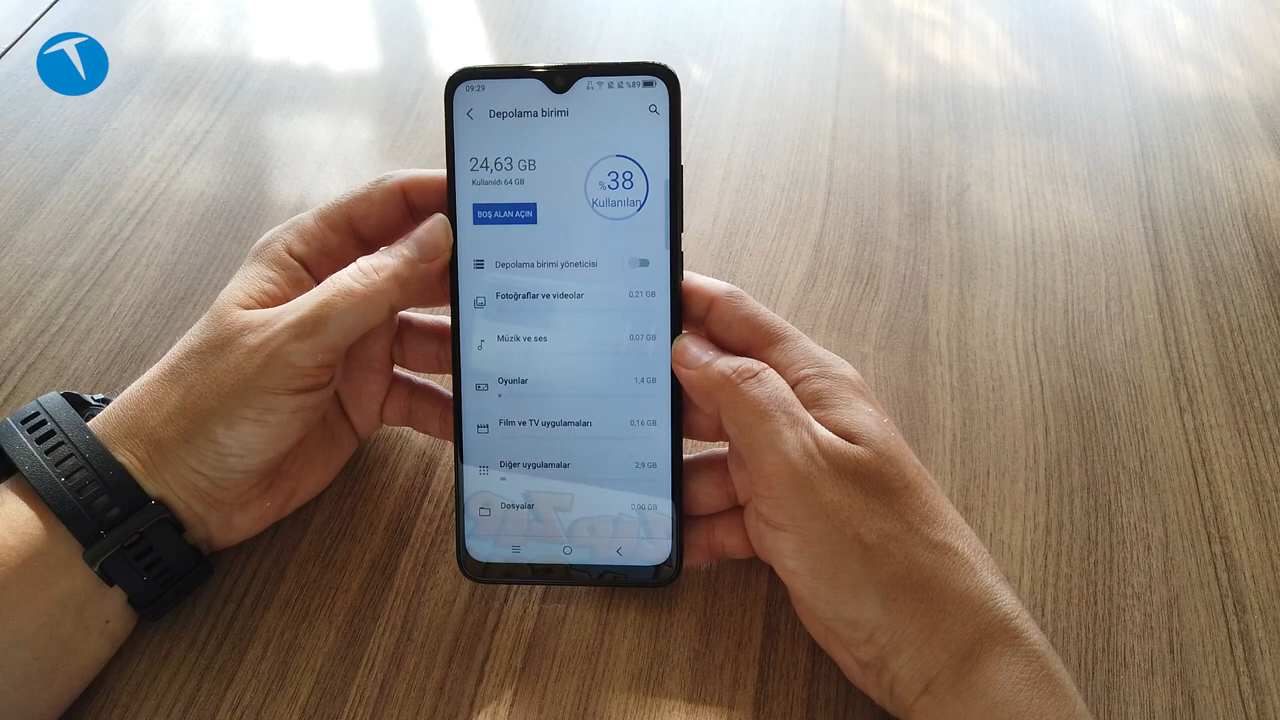 09:29
%89
Depolama birimi
24,63 GB
Kullanıldı 64 GB
%38
Kullanılan
BOŞ ALAN AÇIN
Depolama birimi yöneticisi
Fotoğraflar ve videolar 0,21 GB
Müzik ve ses 0,07 GB
Oyunlar 1,4 GB
Film ve TV uygulamaları 0,16 GB
Diğer uygulamalar 2,9 GB
Dosyalar 0,00 GB